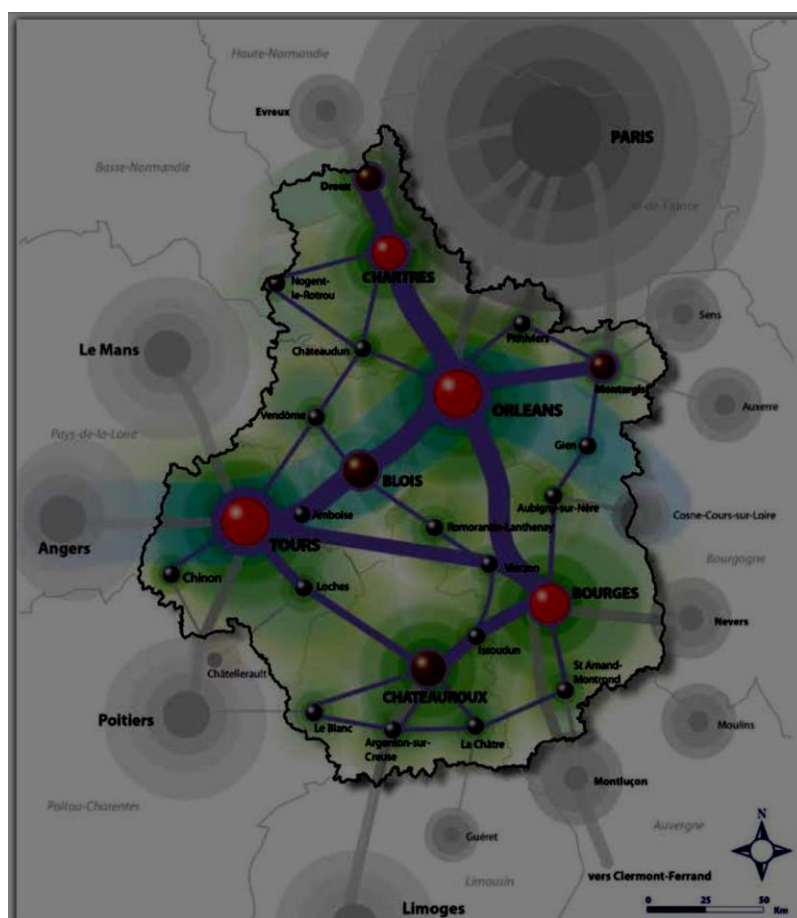 Haute-Normandie
Evreux
PARIS
Basse-Normandie
Dreux
CHARTRES
Nogent-
le-Rotrou
Sens
Pithiviers
Le Mans
Châteaudun
Montargis
Auxerre
ORLEANS
Vendôme
Pays-de-la-Loire
Gien
BLOIS
Aubigny-sur-Nère
Amboise
Cosne-Cours-sur-Loire
Romorantin-Lanthenay
Angers
TOURS
Bourgogne
Vierzon
Chinon
Loches
BOURGES
Nevers
Issoudun
Châtellerault
St Amand-
Montrond
CHATEAUROUX
Poitiers
Le Blanc
Argenton-sur-
Creuse
La Châtre
Moulins
Montluçon
Poitou-Charentes
N
Guéret
Auvergne
Limousin
vers Clermont-Ferrand
Limoges
0 25 50
Km